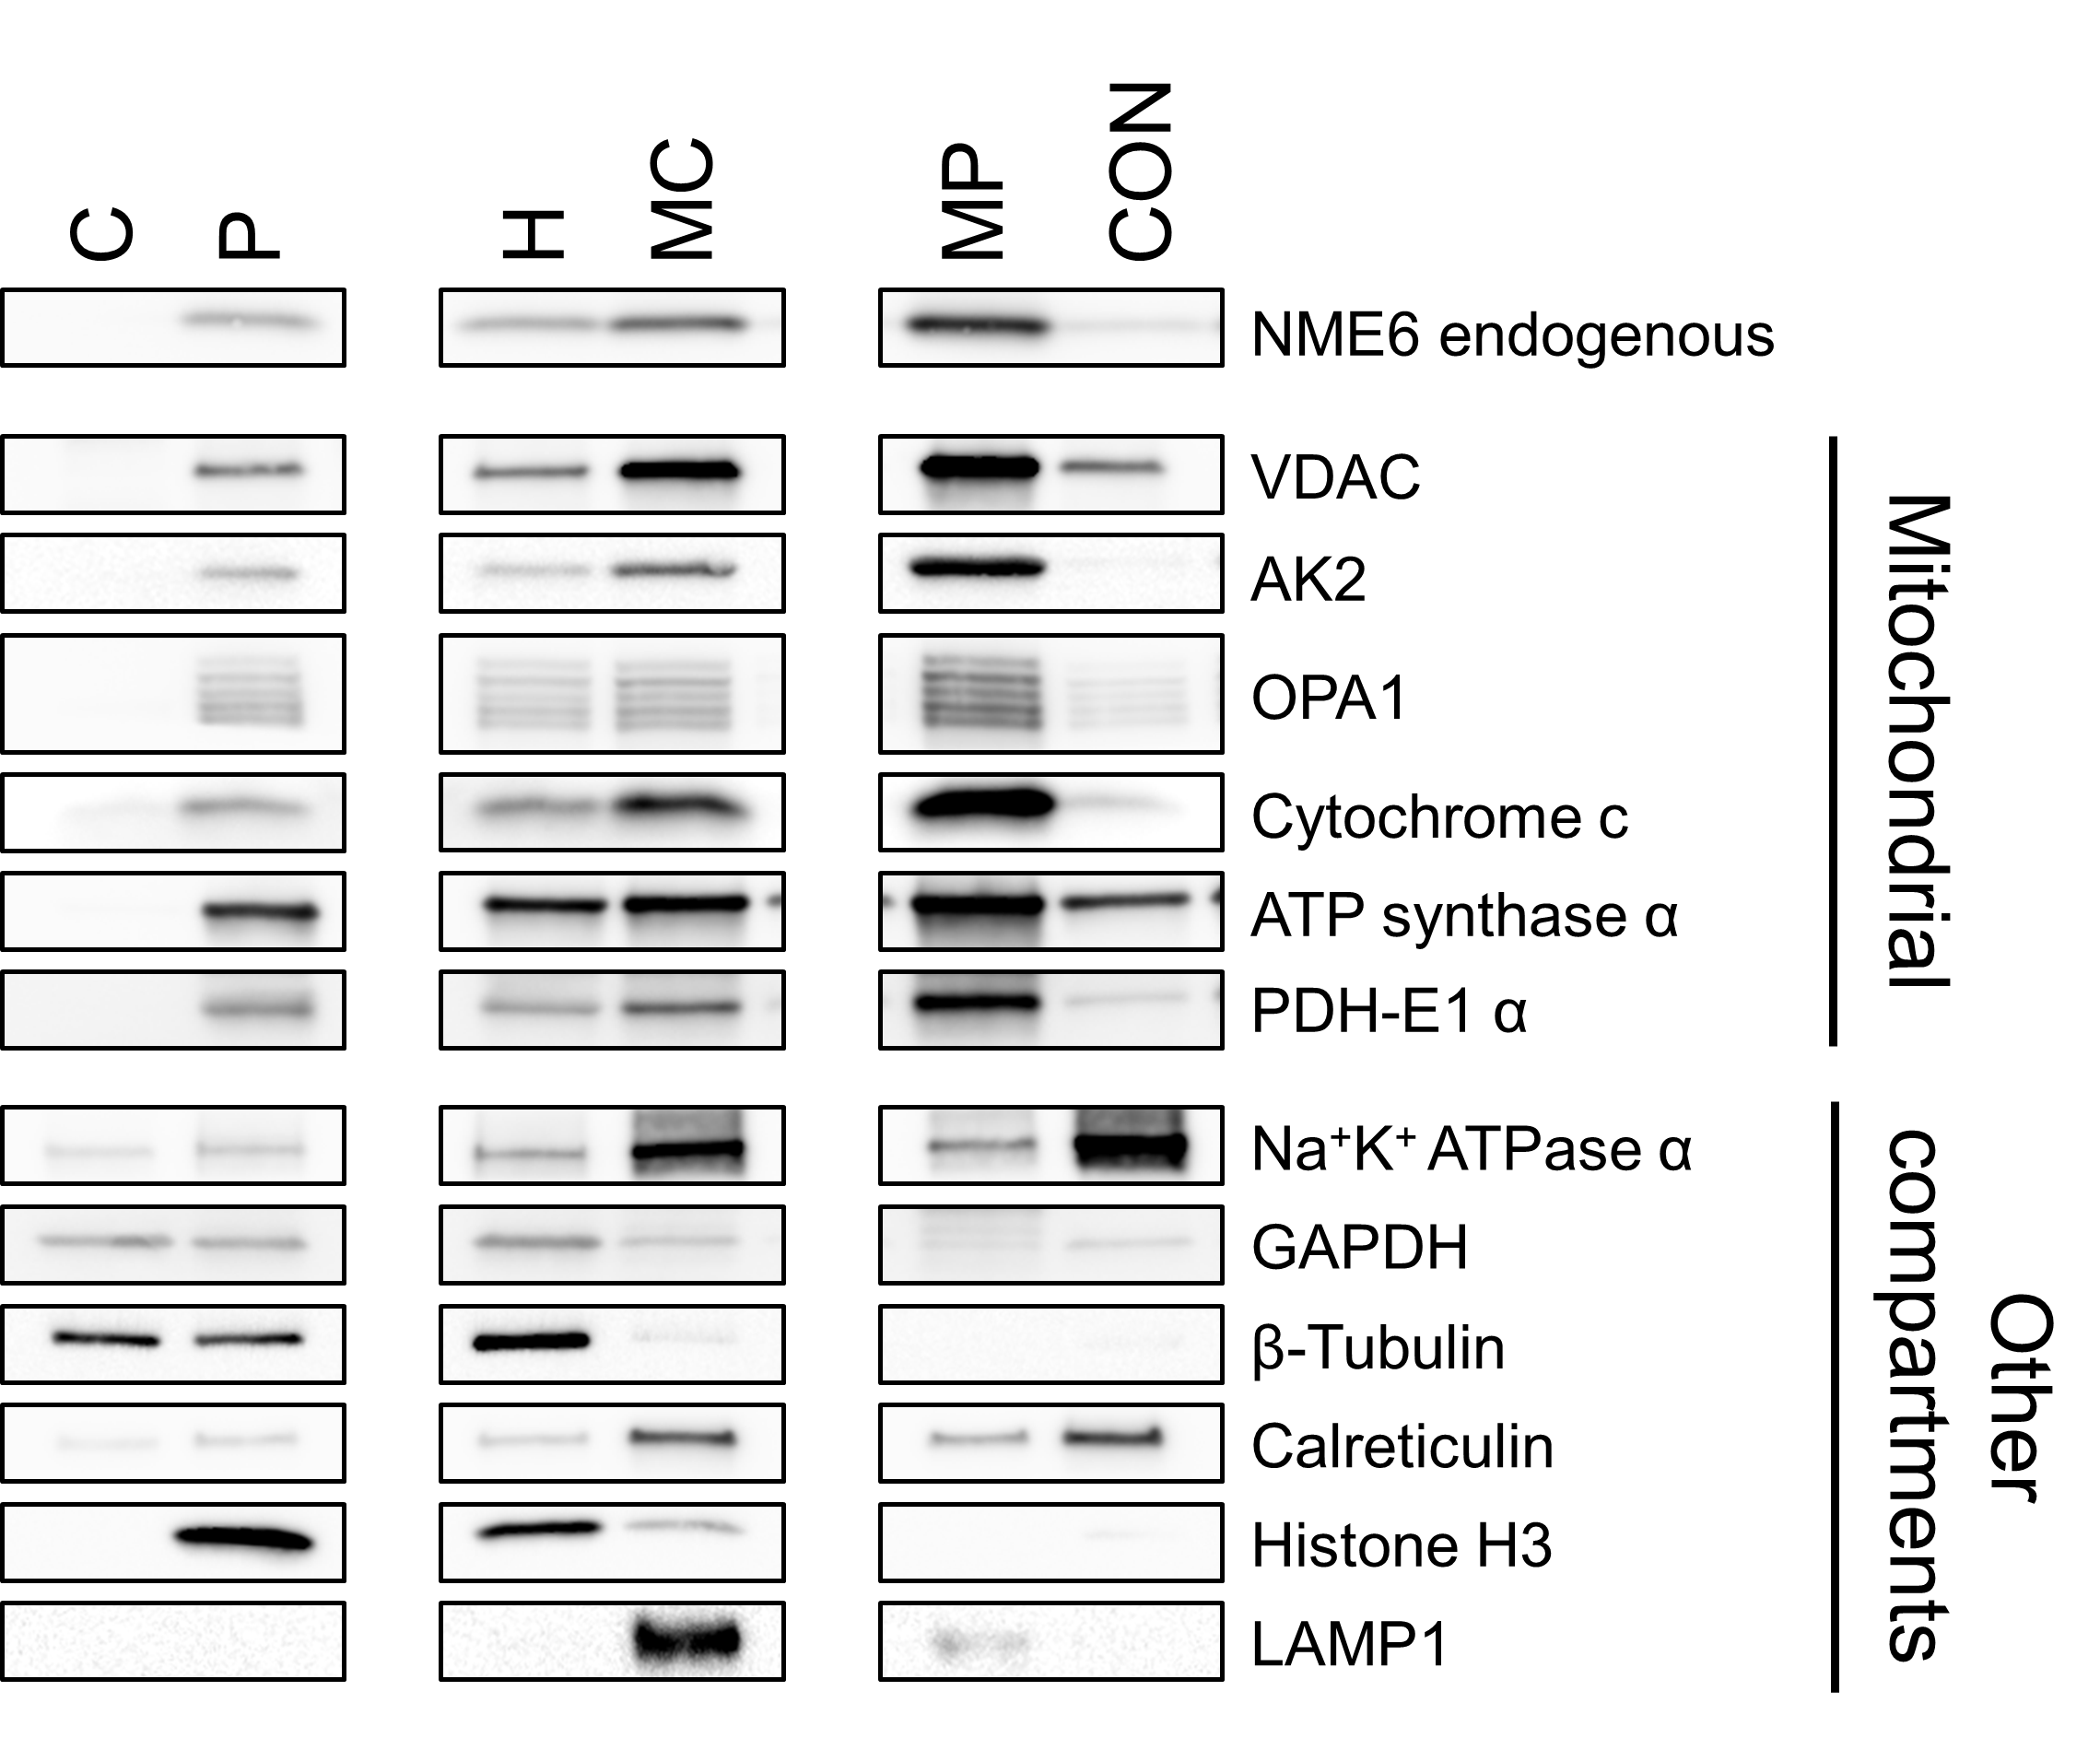 C
P
H
MC
MP
CON
NME6 endogenous
VDAC
AK2
OPA1
Cytochrome c
ATP synthase α
PDH-E1 α
Mitochondrial
Na⁺K⁺ ATPase α
GAPDH
β-Tubulin
Calreticulin
Histone H3
LAMP1
Other
compartments